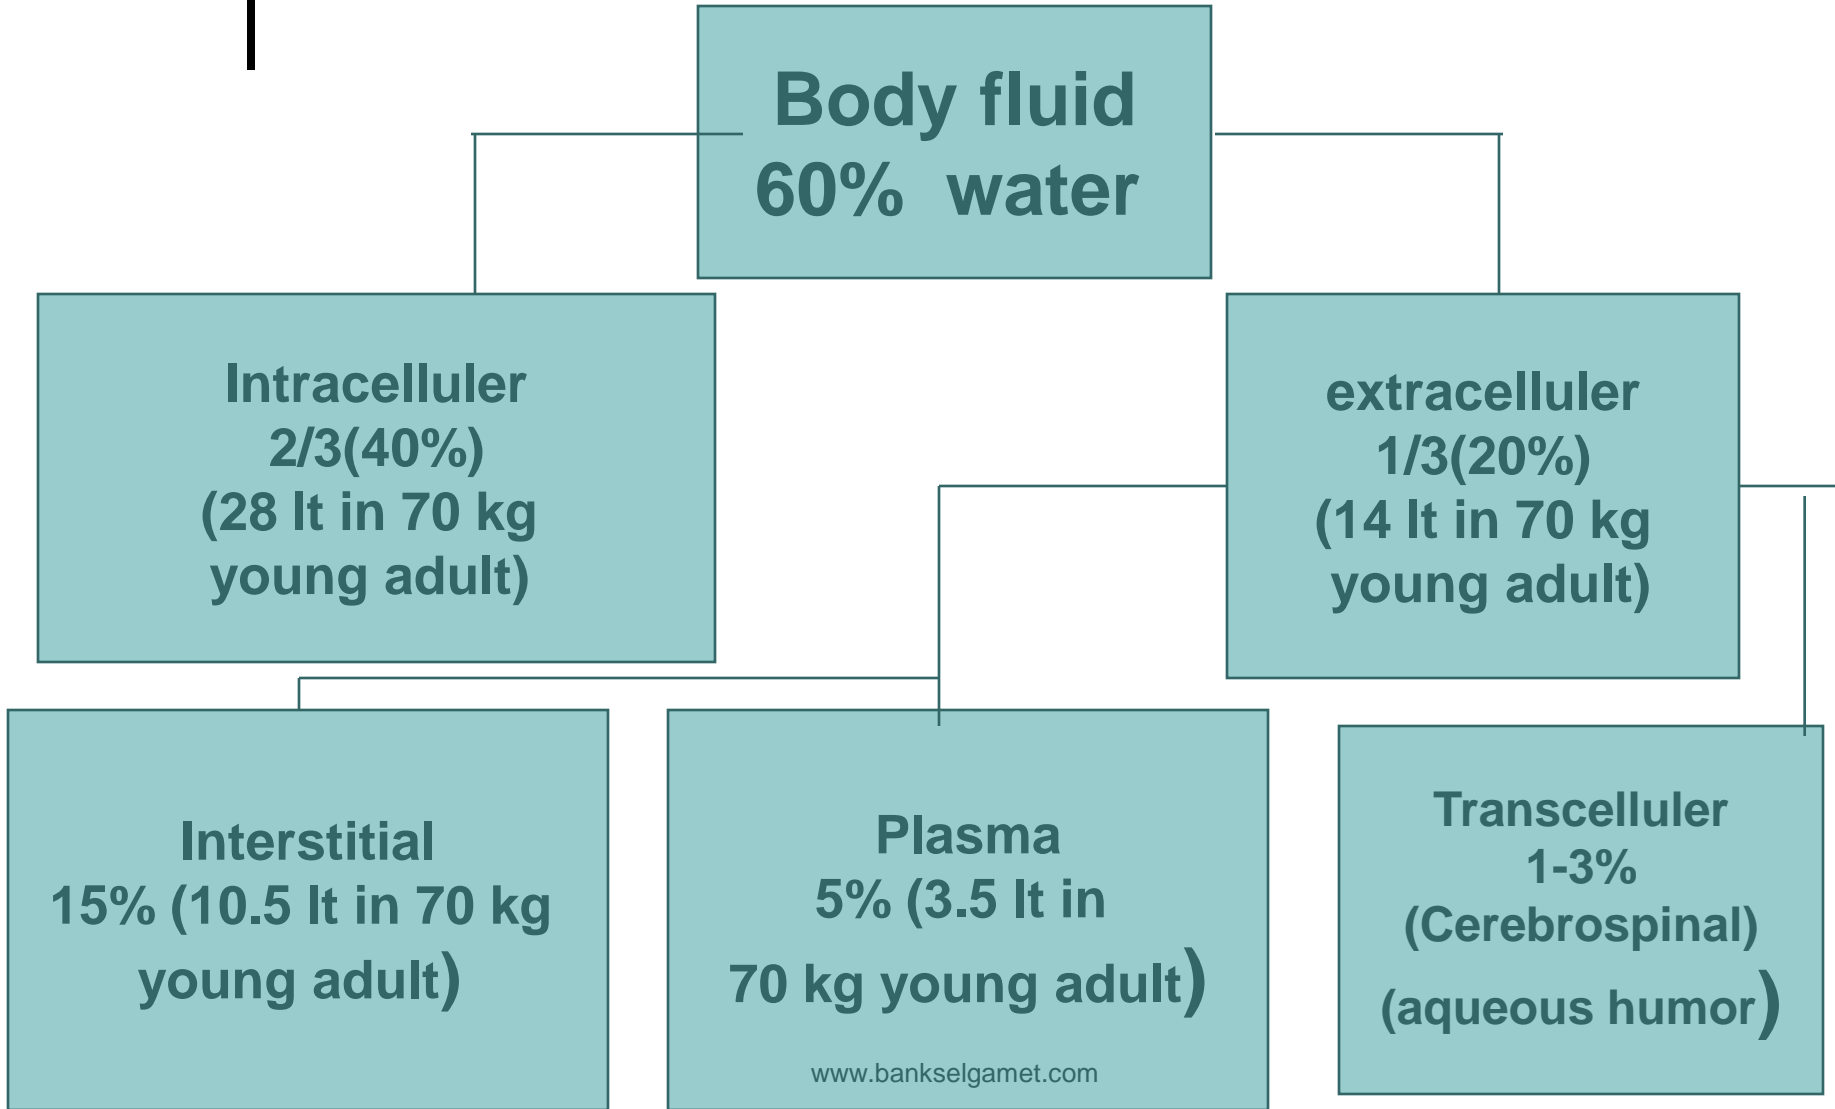 Body fluid
60% water
Intracelluler
2/3(40%)
(28 lt in 70 kg
young adult)
extracelluler
1/3(20%)
(14 lt in 70 kg
young adult)
Interstitial
15% (10.5 lt in 70 kg
young adult)
Plasma
5% (3.5 lt in
70 kg young adult)
www.bankselgamet.com
Transcelluler
1-3%
(Cerebrospinal)
(aqueous humor)